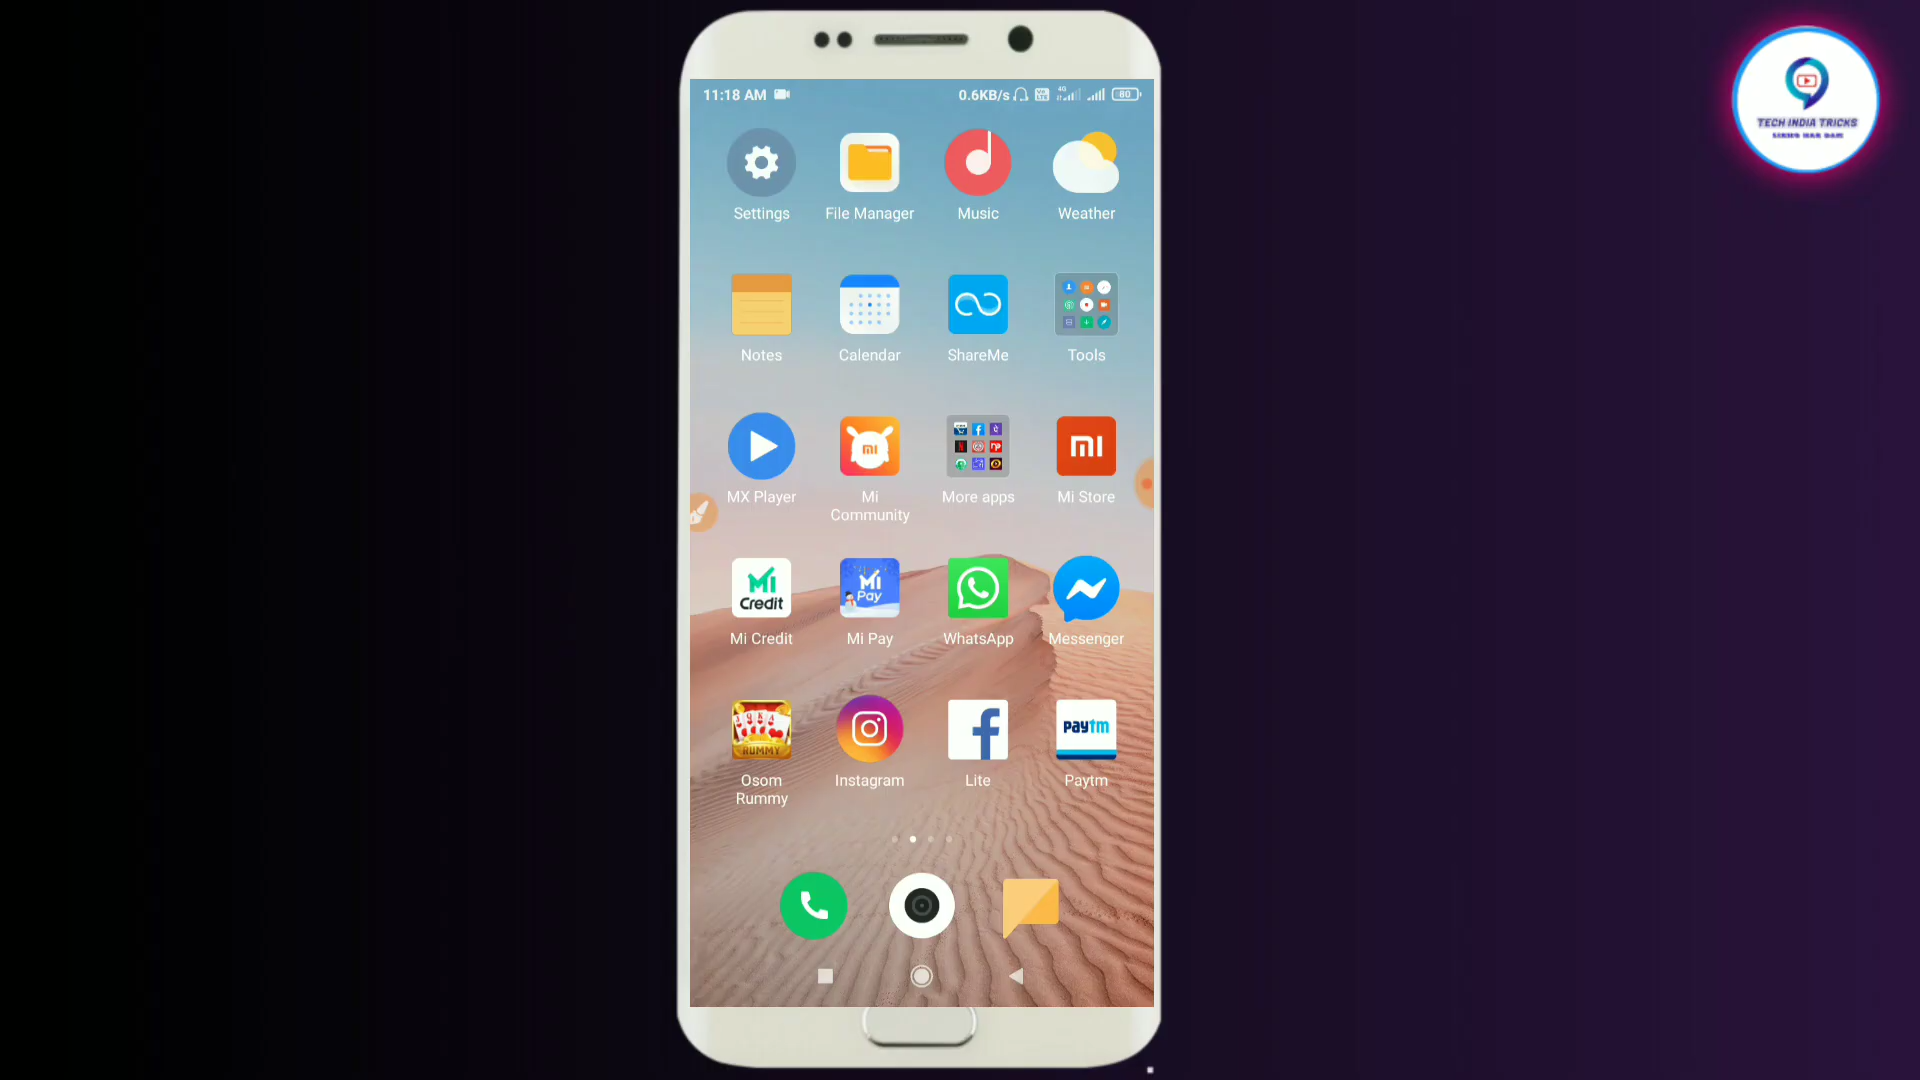 11:18 AM
0.6KB/s
4G
80
TECH INDIA TRICKS
Settings
File Manager
Music
Weather
Notes
Calendar
ShareMe
Tools
MX Player
Mi
Community
More apps
Mi Store
Mi
Credit
Mi
Pay
Mi Credit
Mi Pay
WhatsApp
Messenger
RUMMY
paytm
Osom
Rummy
Instagram
Lite
Paytm